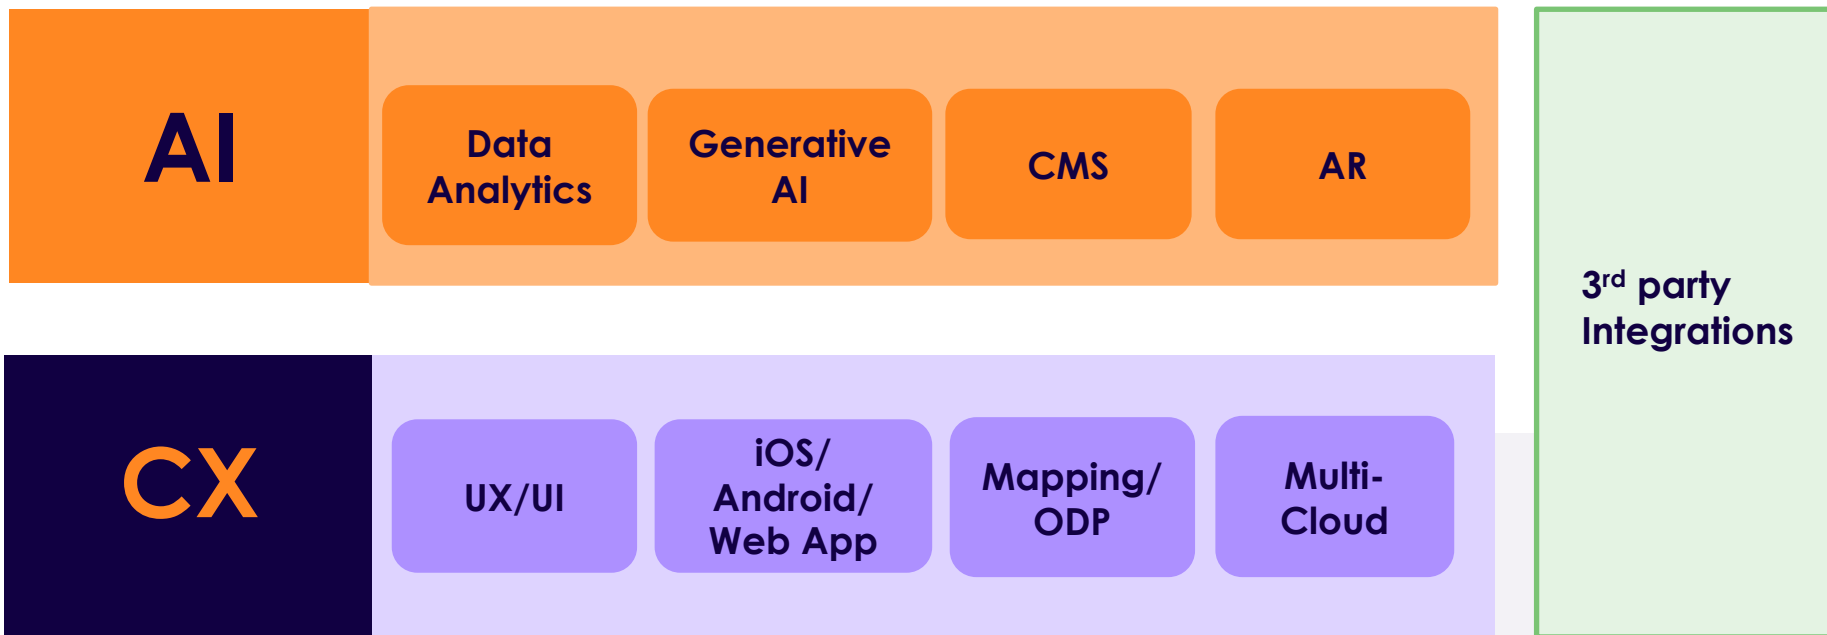 AI
Data
Analytics
Generative
AI
CMS
AR
CX
UX/UI
iOS/
Android/
Web App
Mapping/
ODP
Multi-
Cloud
3rd party
Integrations